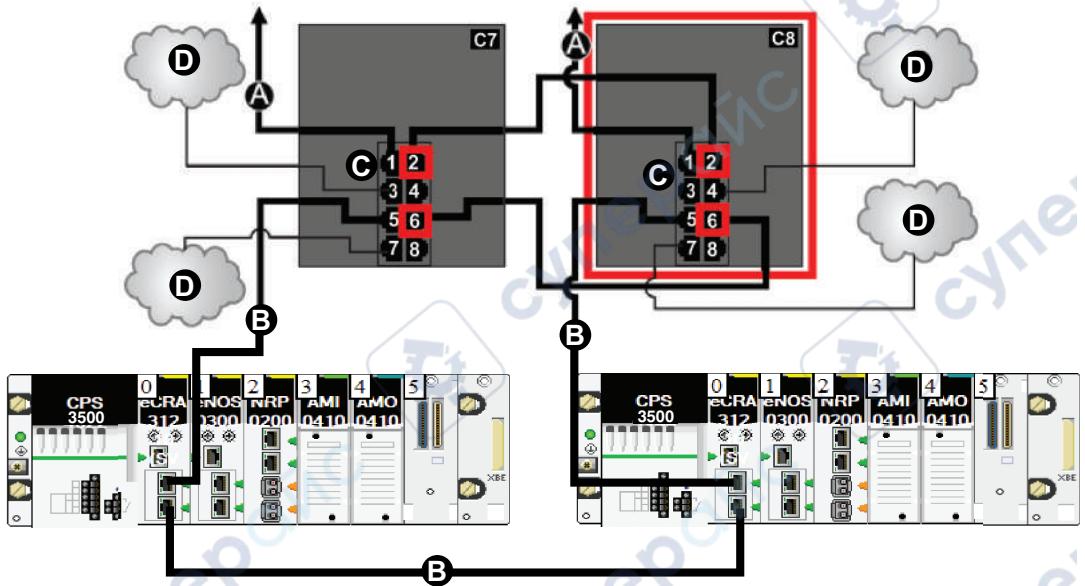 C7
C8
A
A
D
D
C
1 2
3 4
5 6
7 8
C
1 2
3 4
5 6
7 8
D
D
B
B
0 1 2 3 4 5
CPS
3500
eCRA
312
eNOS
0300
NRP
0200
AMI
0410
AMO
0410
S
XBE
0 1 2 3 4 5
CPS
3500
eCRA
312
eNOS
0300
NRP
0200
AMI
0410
AMO
0410
S
XBE
B